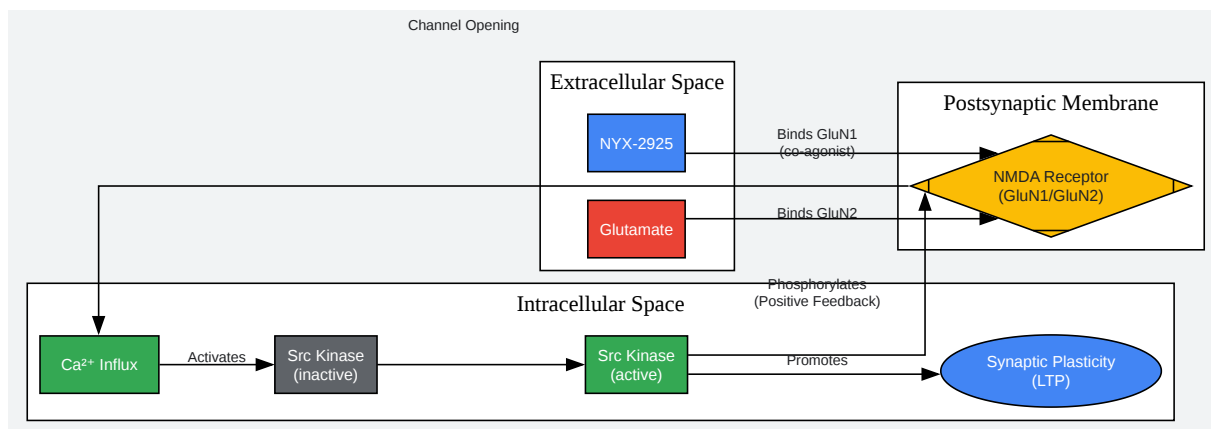 Channel Opening
Extracellular Space
NYX-2925
Glutamate
Binds GluN1
(co-agonist)
Binds GluN2
Postsynaptic Membrane
NMDA Receptor
(GluN1/GluN2)
Phosphorylates
(Positive Feedback)
Intracellular Space
Ca²⁺ Influx
Activates
Src Kinase
(inactive)
Src Kinase
(active)
Promotes
Synaptic Plasticity
(LTP)